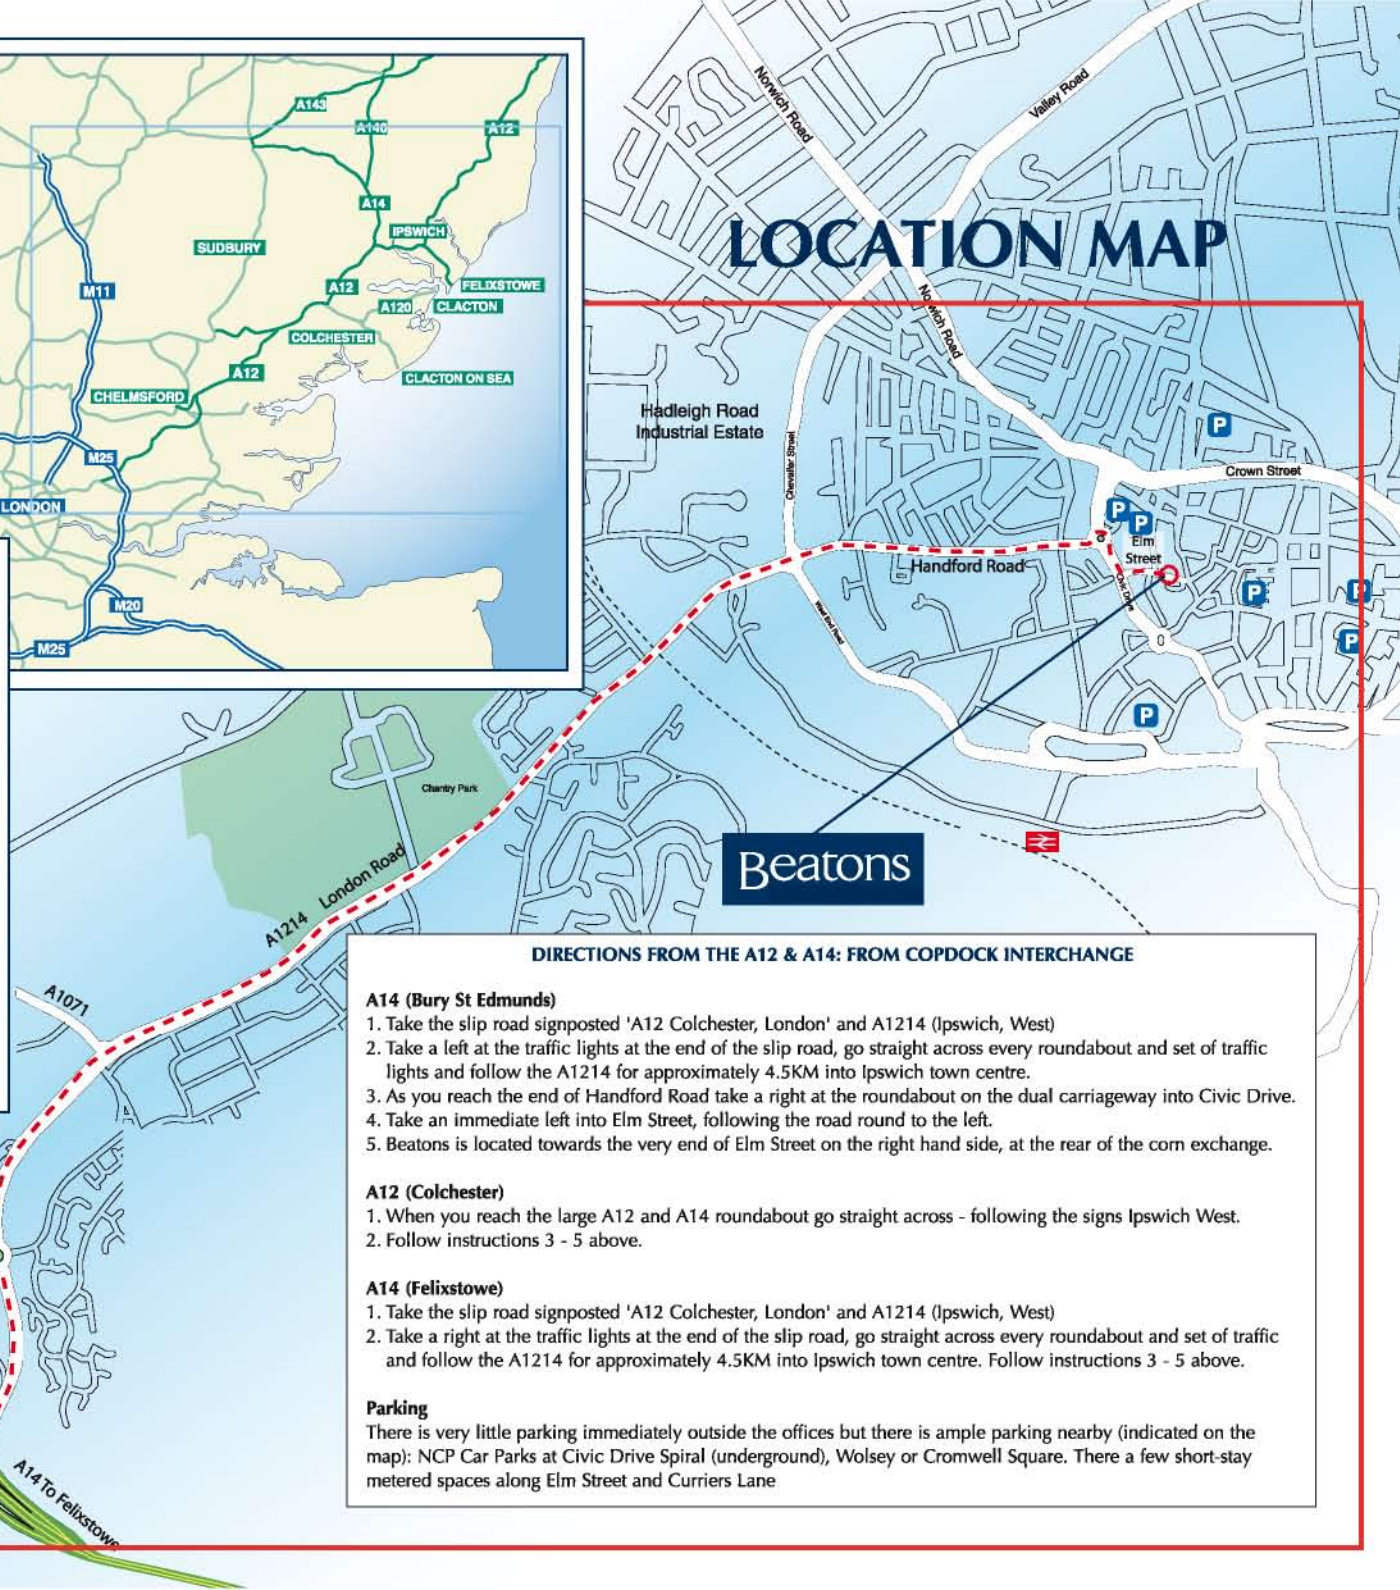 LOCATION MAP
A143
A140
A12
A14
IPSWICH
SUDBURY
M11
A12
FELIXSTOWE
A120
CLACTON
COLCHESTER
A12
CLACTON ON SEA
CHELMSFORD
M25
LONDON
M20
M25
Norwich Road
Valley Road
Norwich Road
Hadleigh Road
Industrial Estate
Chevallier Street
P
Crown Street
P
P
Elm
Street
Handford Road
Civic Drive
West End Road
P
P
P
P
Chantry Park
Beatons
A1214 London Road
A1071
A14 To Felixstowe
DIRECTIONS FROM THE A12 & A14: FROM COPDOCK INTERCHANGE
A14 (Bury St Edmunds)
1. Take the slip road signposted 'A12 Colchester, London' and A1214 (Ipswich, West)
2. Take a left at the traffic lights at the end of the slip road, go straight across every roundabout and set of traffic
lights and follow the A1214 for approximately 4.5KM into Ipswich town centre.
3. As you reach the end of Handford Road take a right at the roundabout on the dual carriageway into Civic Drive.
4. Take an immediate left into Elm Street, following the road round to the left.
5. Beatons is located towards the very end of Elm Street on the right hand side, at the rear of the corn exchange.
A12 (Colchester)
1. When you reach the large A12 and A14 roundabout go straight across - following the signs Ipswich West.
2. Follow instructions 3 - 5 above.
A14 (Felixstowe)
1. Take the slip road signposted 'A12 Colchester, London' and A1214 (Ipswich, West)
2. Take a right at the traffic lights at the end of the slip road, go straight across every roundabout and set of traffic
and follow the A1214 for approximately 4.5KM into Ipswich town centre. Follow instructions 3 - 5 above.
Parking
There is very little parking immediately outside the offices but there is ample parking nearby (indicated on the
map): NCP Car Parks at Civic Drive Spiral (underground), Wolsey or Cromwell Square. There a few short-stay
metered spaces along Elm Street and Curriers Lane